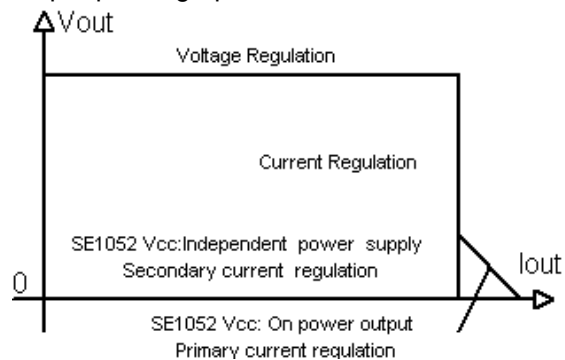 Vout
Voltage Regulation
Current Regulation
SE1052 Vcc:Independent power supply
Secondary current regulation
Iout
0
SE1052 Vcc: On power output
Primary current regulation